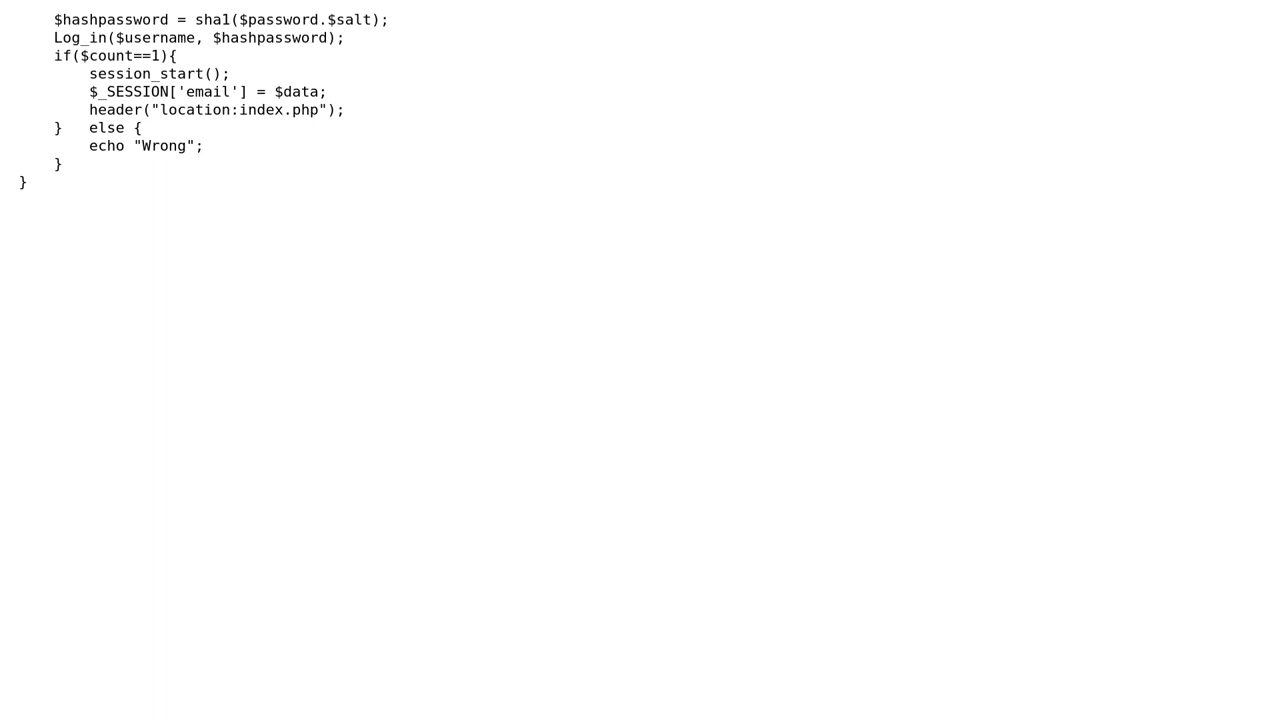 $hashpassword = sha1($password.$salt);
    Log_in($username, $hashpassword);
    if($count==1){
        session_start();
        $_SESSION['email'] = $data;
        header("location:index.php");
    }   else {
        echo "Wrong";
    }
}